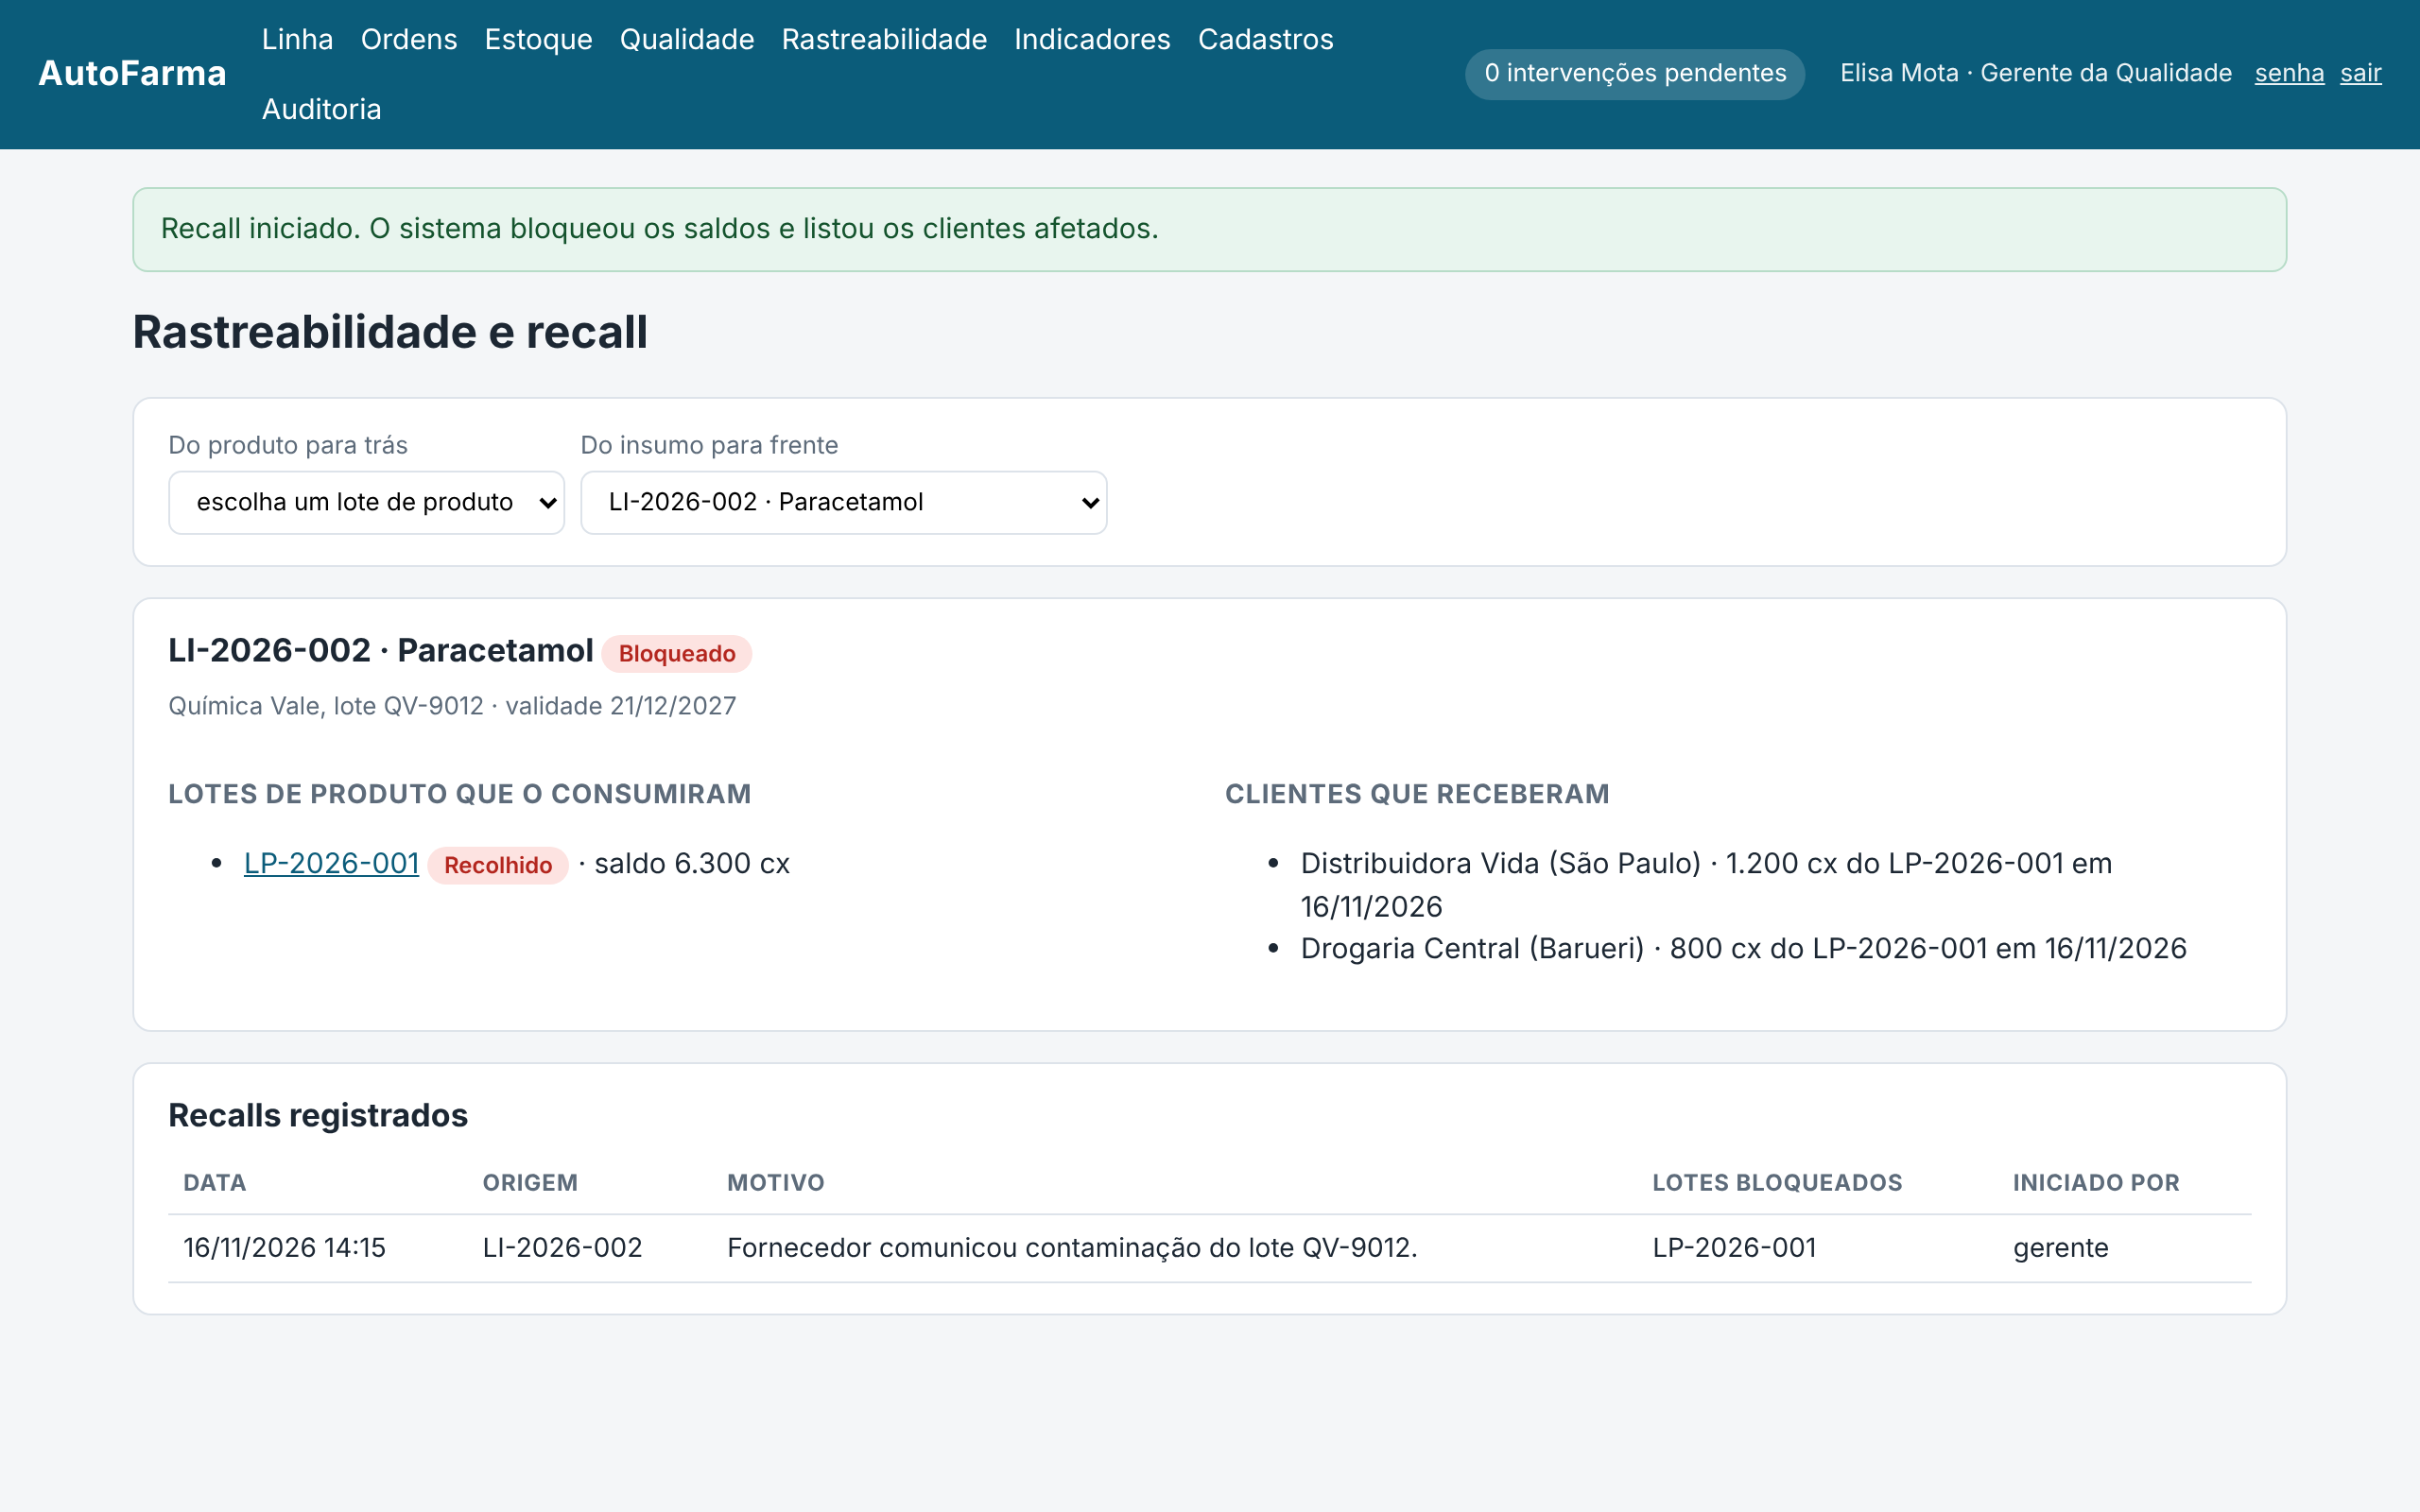 AutoFarma
Linha Ordens Estoque Qualidade Rastreabilidade Indicadores Cadastros
Auditoria
0 intervenções pendentes
Elisa Mota · Gerente da Qualidade senha sair
Recall iniciado. O sistema bloqueou os saldos e listou os clientes afetados.
Rastreabilidade e recall
Do produto para trás
escolha um lote de produto
Do insumo para frente
LI-2026-002 · Paracetamol
LI-2026-002 · Paracetamol Bloqueado
Química Vale, lote QV-9012 · validade 21/12/2027
LOTES DE PRODUTO QUE O CONSUMIRAM
LP-2026-001 Recolhido · saldo 6.300 cx
CLIENTES QUE RECEBERAM
Distribuidora Vida (São Paulo) · 1.200 cx do LP-2026-001 em
16/11/2026
Drogaria Central (Barueri) · 800 cx do LP-2026-001 em 16/11/2026
Recalls registrados
DATA ORIGEM MOTIVO LOTES BLOQUEADOS INICIADO POR
16/11/2026 14:15 LI-2026-002 Fornecedor comunicou contaminação do lote QV-9012. LP-2026-001 gerente